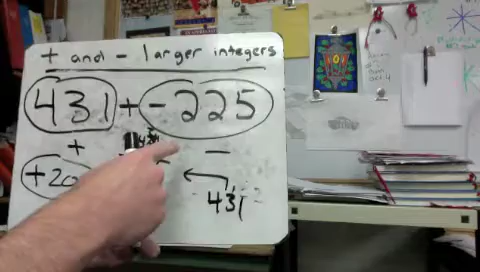 + and - larger integers
431 + -225
+ -
+20
431